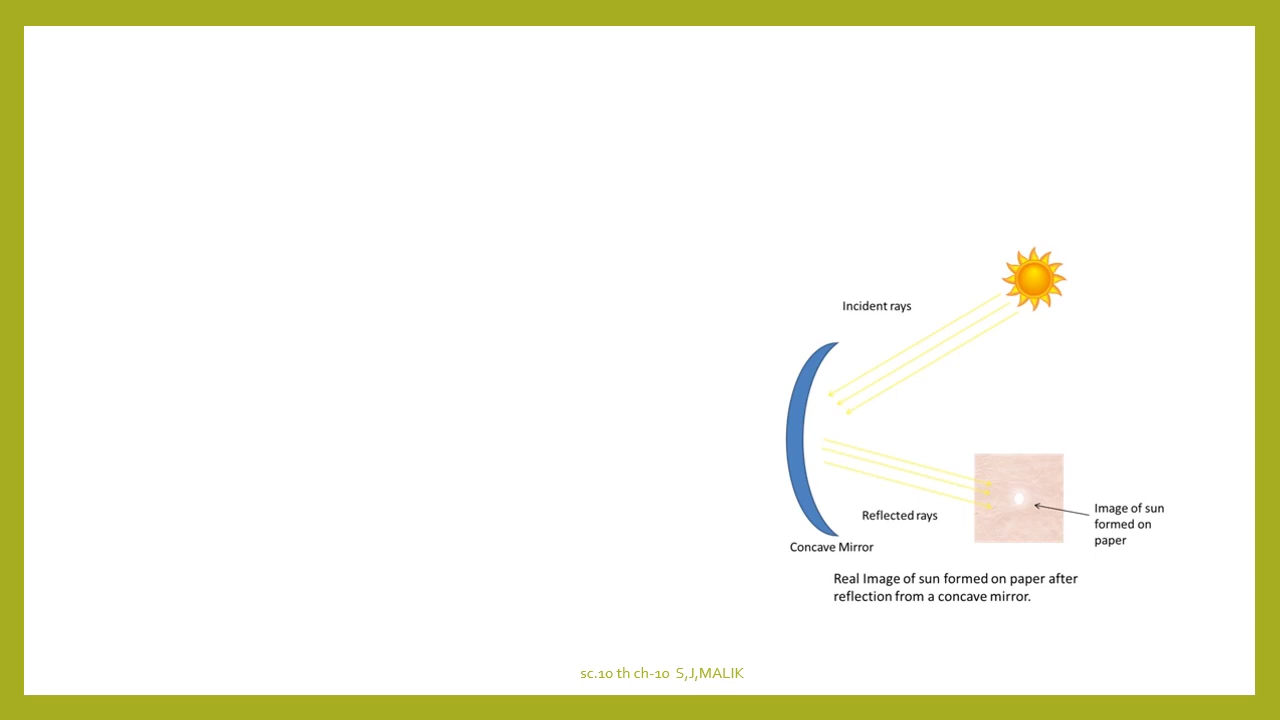 Incident rays
Reflected rays
Concave Mirror
Image of sun
formed on
paper
Real Image of sun formed on paper after
reflection from a concave mirror.
sc.10 th ch-10 S,J,MALIK